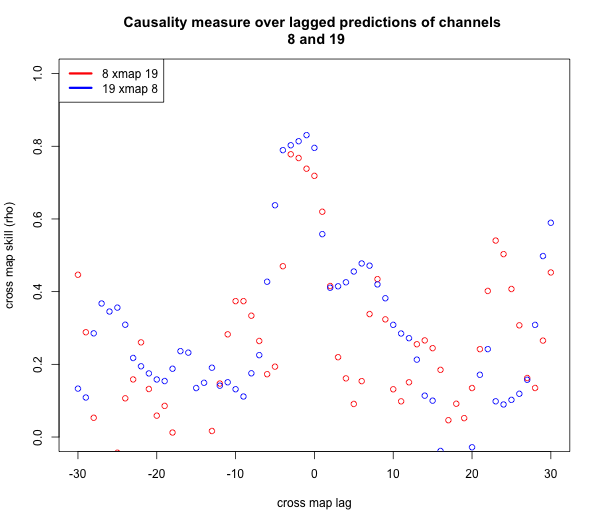 Causality measure over lagged predictions of channels
8 and 19
8 xmap 19
19 xmap 8
1.0
0.8
0.6
0.4
0.2
0.0
cross map skill (rho)
-30 -20 -10 0 10 20 30
cross map lag